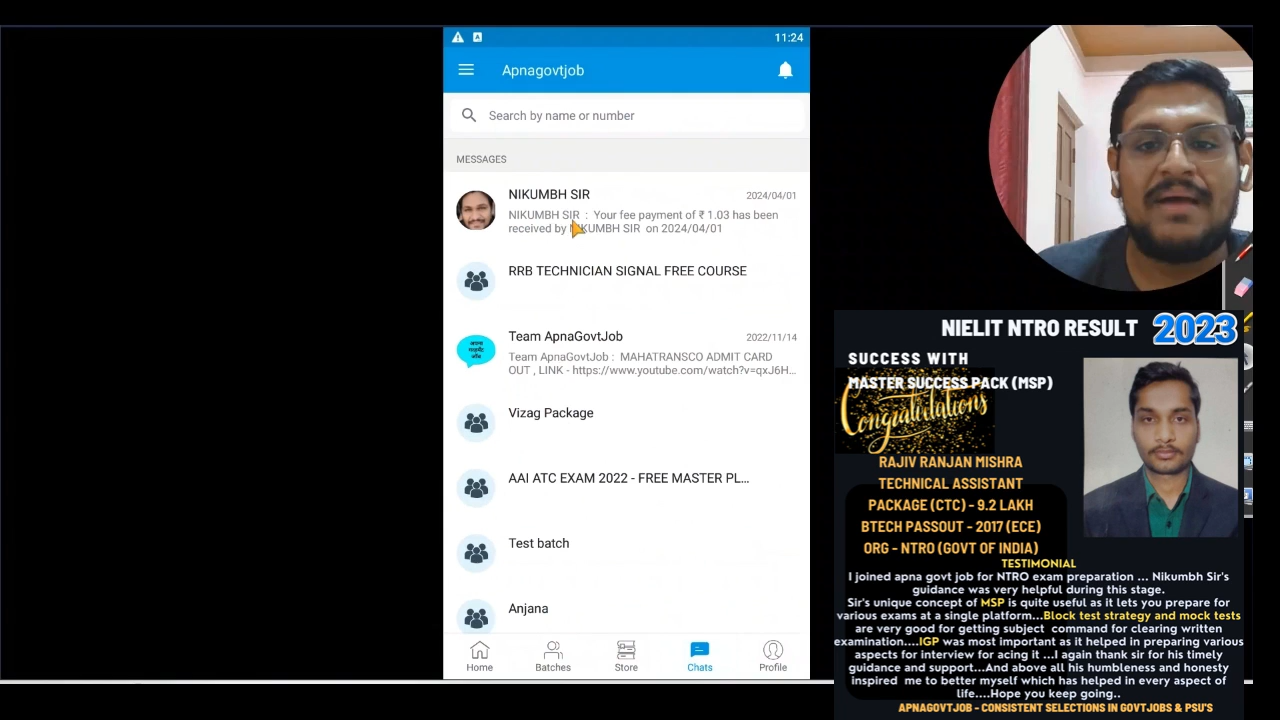 11:24
Apnagovtjob
Search by name or number
MESSAGES
NIKUMBH SIR
2024/04/01
NIKUMBH SIR : Your fee payment of ₹ 1.03 has been
received by NIKUMBH SIR on 2024/04/01
RRB TECHNICIAN SIGNAL FREE COURSE
Team ApnaGovtJob
2022/11/14
अपना
गवर्नमेंट
जॉब
Team ApnaGovtJob : MAHATRANSCO ADMIT CARD
OUT , LINK - https://www.youtube.com/watch?v=qxJ6H...
Vizag Package
AAI ATC EXAM 2022 - FREE MASTER PL...
Test batch
Anjana
Home
Batches
Store
Chats
Profile
NIELIT NTRO RESULT 2023
SUCCESS WITH
MASTER SUCCESS PACK (MSP)
Congratulations
RAJIV RANJAN MISHRA
TECHNICAL ASSISTANT
PACKAGE (CTC) - 9.2 LAKH
BTECH PASSOUT - 2017 (ECE)
ORG - NTRO (GOVT OF INDIA)
TESTIMONIAL
I joined apna govt job for NTRO exam preparation ... Nikumbh Sir's
guidance was very helpful during this stage.
Sir's unique concept of MSP is quite useful as it lets you prepare for
various exams at a single platform...Block test strategy and mock tests
are very good for getting subject command for clearing written
examination....IGP was most important as it helped in preparing various
aspects for interview for acing it ...I again thank sir for his timely
guidance and support...And above all his humbleness and honesty
inspired me to better myself which has helped in every aspect of
life....Hope you keep going..
APNAGOVTJOB - CONSISTENT SELECTIONS IN GOVTJOBS & PSU'S